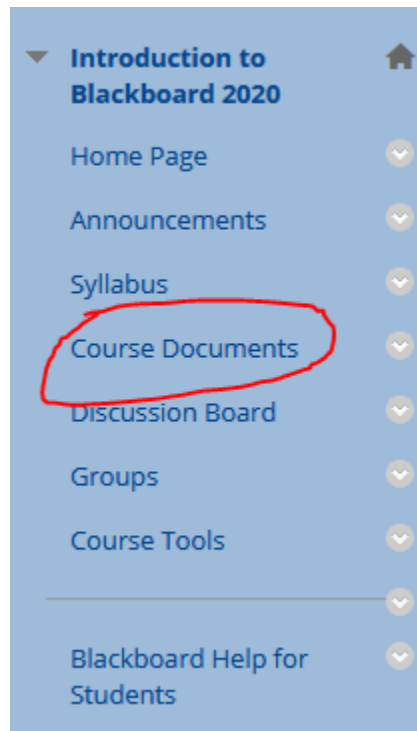 Introduction to
Blackboard 2020
Home Page
Announcements
Syllabus
Course Documents
Discussion Board
Groups
Course Tools
Blackboard Help for
Students